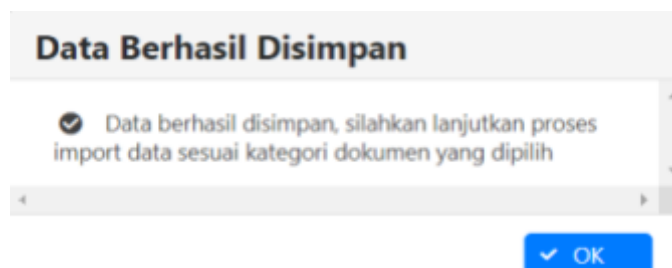 Data Berhasil Disimpan
Data berhasil disimpan, silahkan lanjutkan proses
import data sesuai kategori dokumen yang dipilih
OK